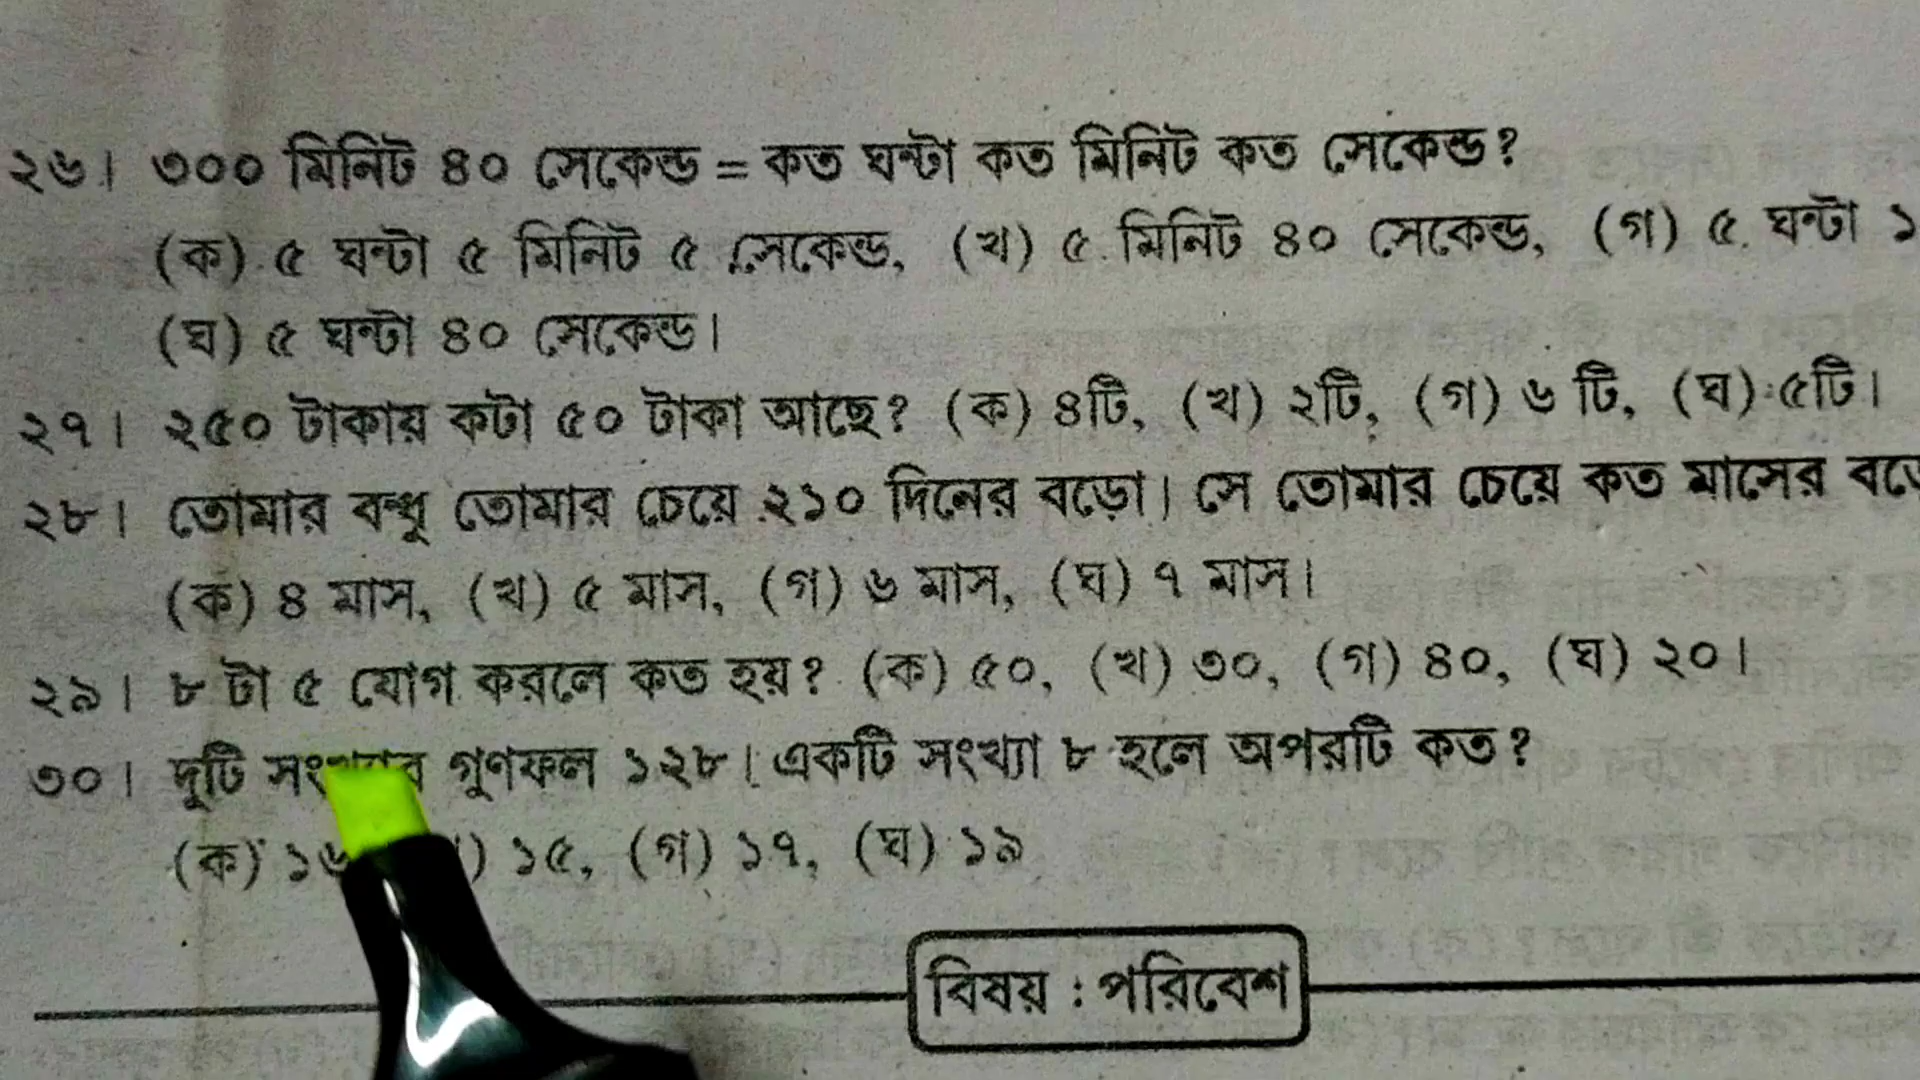 ২৬। ৩০০ মিনিট ৪০ সেকেন্ড = কত ঘন্টা কত মিনিট কত সেকেন্ড?
(ক) ৫ ঘন্টা ৫ মিনিট ৫ সেকেন্ড, (খ) ৫ মিনিট ৪০ সেকেন্ড, (গ) ৫ ঘন্টা ১
(ঘ) ৫ ঘন্টা ৪০ সেকেন্ড।
২৭। ২৫০ টাকায় কটা ৫০ টাকা আছে? (ক) ৪টি, (খ) ২টি, (গ) ৬ টি, (ঘ) ৫টি।
২৮। তোমার বন্ধু তোমার চেয়ে ২১০ দিনের বড়ো। সে তোমার চেয়ে কত মাসের
(ক) ৪ মাস, (খ) ৫ মাস, (গ) ৬ মাস, (ঘ) ৭ মাস।
২৯। ৮ টা ৫ যোগ করলে কত হয়? (ক) ৫০, (খ) ৩০, (গ) ৪০, (ঘ) ২০।
৩০। দুটি গুণফল ১২৮। একটি সংখ্যা ৮ হলে অপরটি কত?
(ক) ১৬ ) ১৫, (গ) ১৭, (ঘ) ১৯
বিষয় : পরিবেশ